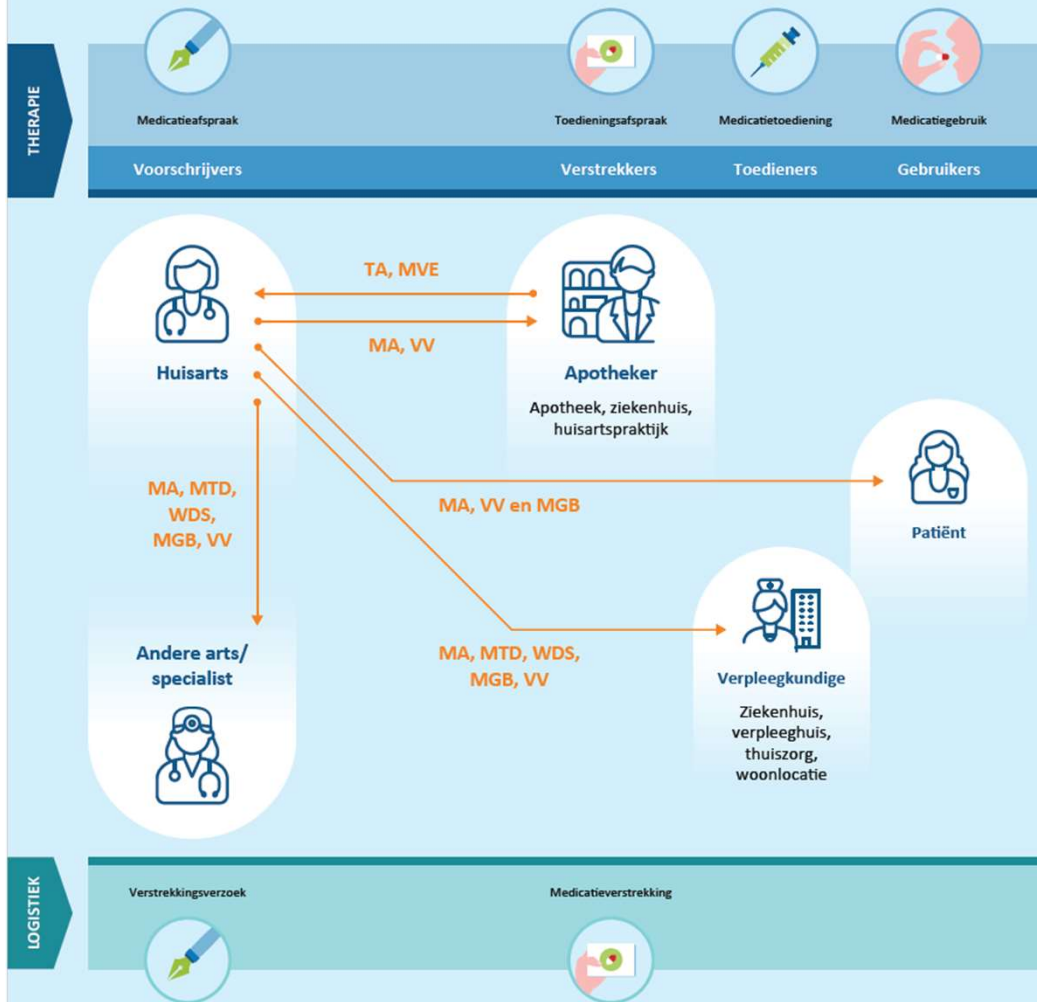 THERAPIE
Medicatieafspraak
Toedieningsafspraak
Medicatietoediening
Medicatiegebruik
Voorschrijvers
Verstrekkers
Toedieners
Gebruikers
TA, MVE
MA, VV
Huisarts
Apotheker
Apotheek, ziekenhuis,
huisartspraktijk
MA, MTD,
WDS,
MGB, VV
MA, VV en MGB
Patiënt
Andere arts/
specialist
MA, MTD, WDS,
MGB, VV
Verpleegkundige
Ziekenhuis,
verpleeghuis,
thuiszorg,
woonlocatie
LOGISTIEK
Verstrekkingsverzoek
Medicatieverstrekking